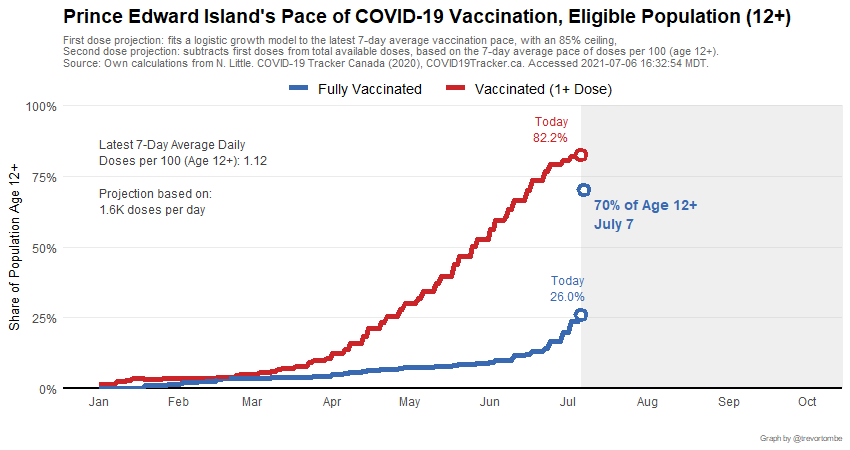 Prince Edward Island's Pace of COVID-19 Vaccination, Eligible Population (12+)
First dose projection: fits a logistic growth model to the latest 7-day average vaccination pace, with an 85% ceiling,
Second dose projection: subtracts first doses from total available doses, based on the 7-day average pace of doses per 100 (age 12+).
Source: Own calculations from N. Little. COVID-19 Tracker Canada (2020), COVID19Tracker.ca. Accessed 2021-07-06 16:32:54 MDT.
Fully Vaccinated
Vaccinated (1+ Dose)
100%
75%
50%
25%
0%
Share of Population Age 12+
Latest 7-Day Average Daily
Doses per 100 (Age 12+): 1.12
Projection based on:
1.6K doses per day
Today
82.2%
70% of Age 12+
July 7
Today
26.0%
Jan
Feb
Mar
Apr
May
Jun
Jul
Aug
Sep
Oct
Graph by @trevortombe